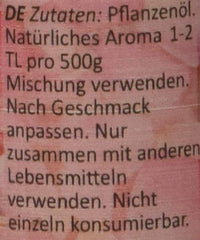 DE Zutaten: Pflanzenöl.
Natürliches Aroma 1-2
TL pro 500g
Mischung verwenden.
Nach Geschmack
anpassen. Nur
zusammen mit anderen
Lebensmitteln
verwenden. Nicht
einzeln konsumierbar.